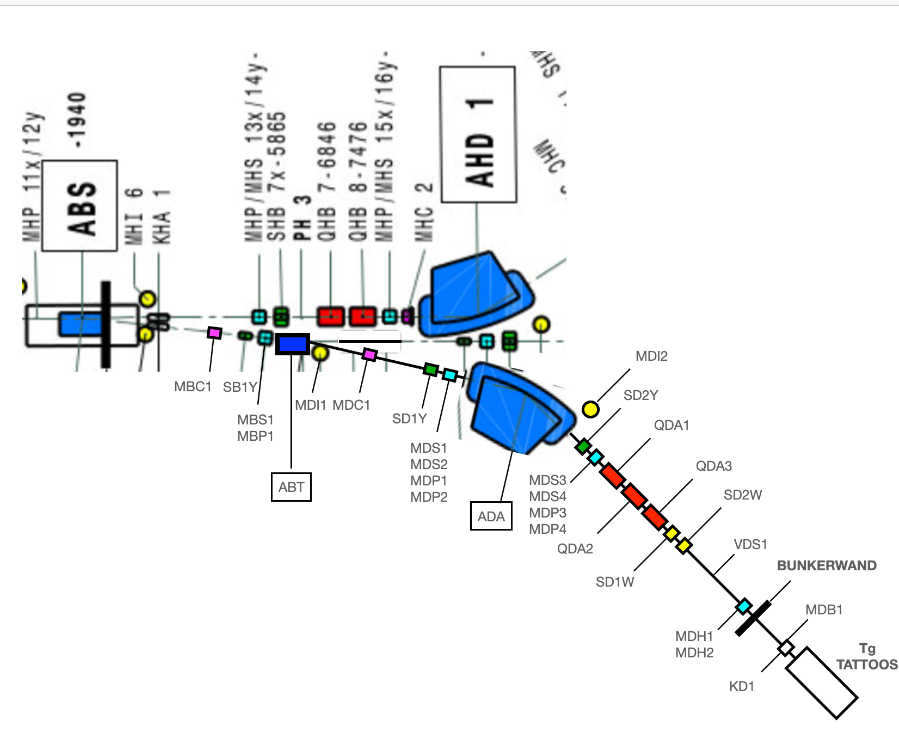 MHP 11x/12y
ABS
-1940
MHI 6
KHA 1
MHP/MHS 13x/14y-
SHB 7x-5865
PH 3
QHB 7-6846
QHB 8-7476
MHP/MHS 15x/16y-
MHC 2
AHD 1
MHS
MHC
MBC1
SB1Y
MBS1
MBP1
ABT
MDI1
MDC1
SD1Y
MDS1
MDS2
MDP1
MDP2
ADA
MDI2
SD2Y
QDA1
MDS3
MDS4
MDP3
MDP4
QDA3
QDA2
SD2W
SD1W
VDS1
BUNKERWAND
MDH1
MDH2
MDB1
KD1
Tg
TATTOOS